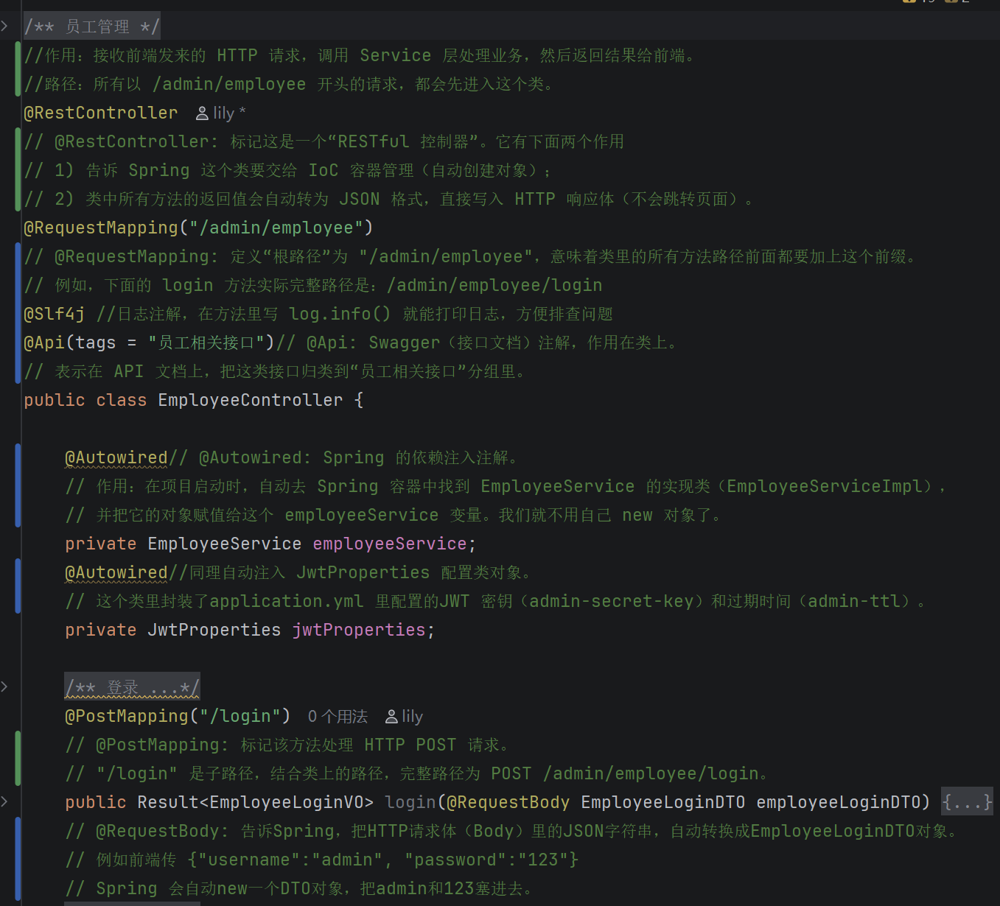 /** 员工管理 */
//作用：接收前端发来的 HTTP 请求，调用 Service 层处理业务，然后返回结果给前端。
//路径：所有以 /admin/employee 开头的请求，都会先进入这个类。
@RestController lily *
// @RestController: 标记这是一个“RESTful 控制器”。它有下面两个作用
// 1) 告诉 Spring 这个类要交给 IoC 容器管理（自动创建对象）；
// 2) 类中所有方法的返回值会自动转为 JSON 格式，直接写入 HTTP 响应体（不会跳转页面）。
@RequestMapping("/admin/employee")
// @RequestMapping: 定义“根路径”为 "/admin/employee"，意味着类里的所有方法路径前面都要加上这个前缀。
// 例如，下面的 login 方法实际完整路径是：/admin/employee/login
@Slf4j //日志注解，在方法里写 log.info() 就能打印日志，方便排查问题
@Api(tags = "员工相关接口")// @Api: Swagger（接口文档）注解，作用在类上。
// 表示在 API 文档上，把这类接口归类到“员工相关接口”分组里。
public class EmployeeController {
@Autowired// @Autowired: Spring 的依赖注入注解。
// 作用：在项目启动时，自动去 Spring 容器中找到 EmployeeService 的实现类（EmployeeServiceImpl），
// 并把它的对象赋值给这个 employeeService 变量。我们就不用自己 new 对象了。
private EmployeeService employeeService;
@Autowired//同理自动注入 JwtProperties 配置类对象。
// 这个类里封装了application.yml 里配置的JWT 密钥（admin-secret-key）和过期时间（admin-ttl）。
private JwtProperties jwtProperties;
/** 登录 ...*/
@PostMapping("/login") 0 个用法 lily
// @PostMapping: 标记该方法处理 HTTP POST 请求。
// "/login" 是子路径，结合类上的路径，完整路径为 POST /admin/employee/login。
public Result<EmployeeLoginVO> login(@RequestBody EmployeeLoginDTO employeeLoginDTO) {...}
// @RequestBody: 告诉Spring，把HTTP请求体（Body）里的JSON字符串，自动转换成EmployeeLoginDTO对象。
// 例如前端传 {"username":"admin", "password":"123"}
// Spring 会自动new一个DTO对象，把admin和123塞进去。